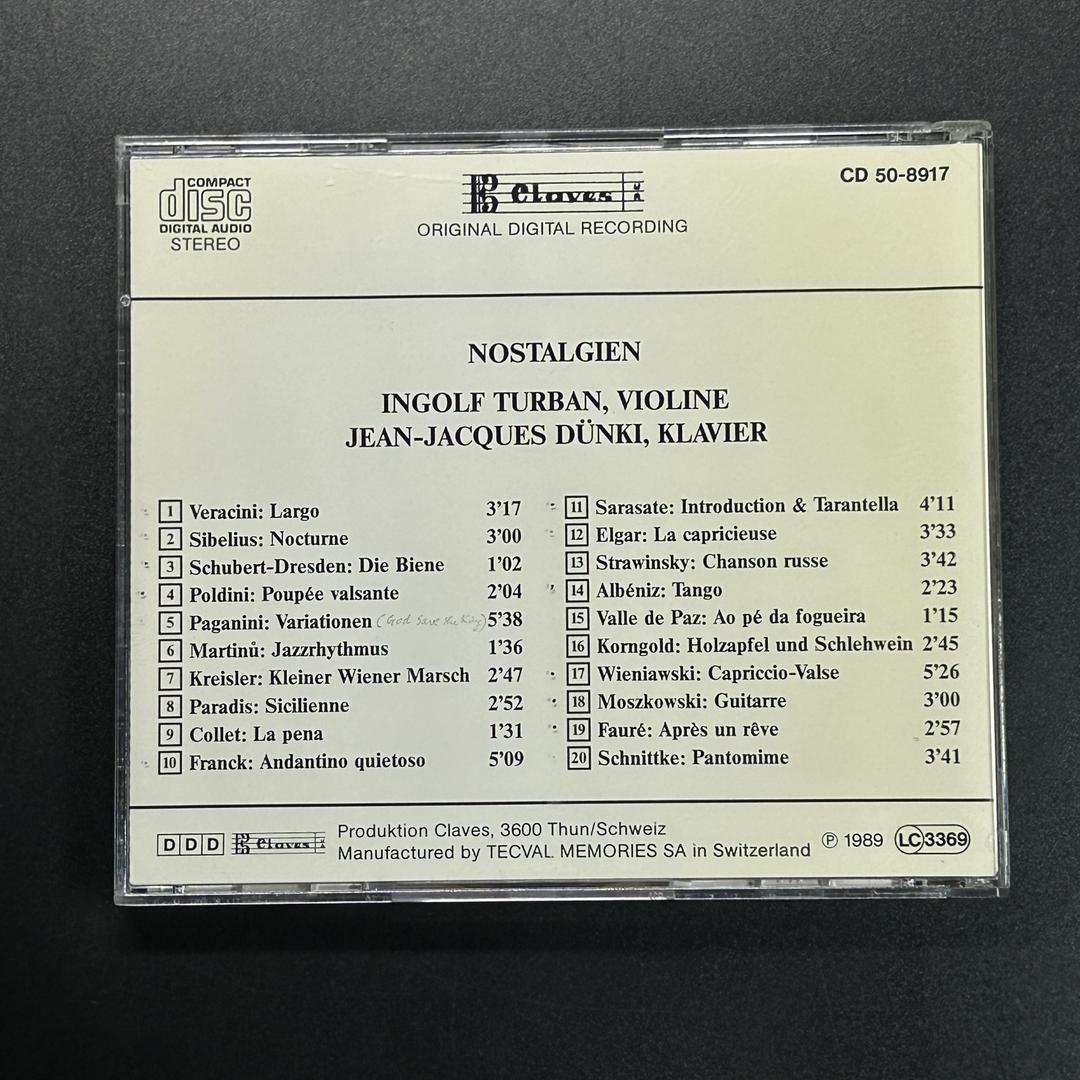 COMPACT
disc
DIGITAL AUDIO
STEREO
Claves
ORIGINAL DIGITAL RECORDING
CD 50-8917
NOSTALGIEN
INGOLF TURBAN, VIOLINE
JEAN-JACQUES DÜNKI, KLAVIER
1 Veracini: Largo 3'17
2 Sibelius: Nocturne 3'00
3 Schubert-Dresden: Die Biene 1'02
4 Poldini: Poupée valsante 2'04
5 Paganini: Variationen (God Save the King) 5'38
6 Martinů: Jazzrhythmus 1'36
7 Kreisler: Kleiner Wiener Marsch 2'47
8 Paradis: Sicilienne 2'52
9 Collet: La pena 1'31
10 Franck: Andantino quietoso 5'09
11 Sarasate: Introduction & Tarantella 4'11
12 Elgar: La capricieuse 3'33
13 Strawinsky: Chanson russe 3'42
14 Albéniz: Tango 2'23
15 Valle de Paz: Ao pé da fogueira 1'15
16 Korngold: Holzapfel und Schlehwein 2'45
17 Wieniawski: Capriccio-Valse 5'26
18 Moszkowski: Guitarre 3'00
19 Fauré: Après un rêve 2'57
20 Schnittke: Pantomime 3'41
DDD Claves
Produktion Claves, 3600 Thun/Schweiz
Manufactured by TECVAL MEMORIES SA in Switzerland
℗ 1989 LC 3369